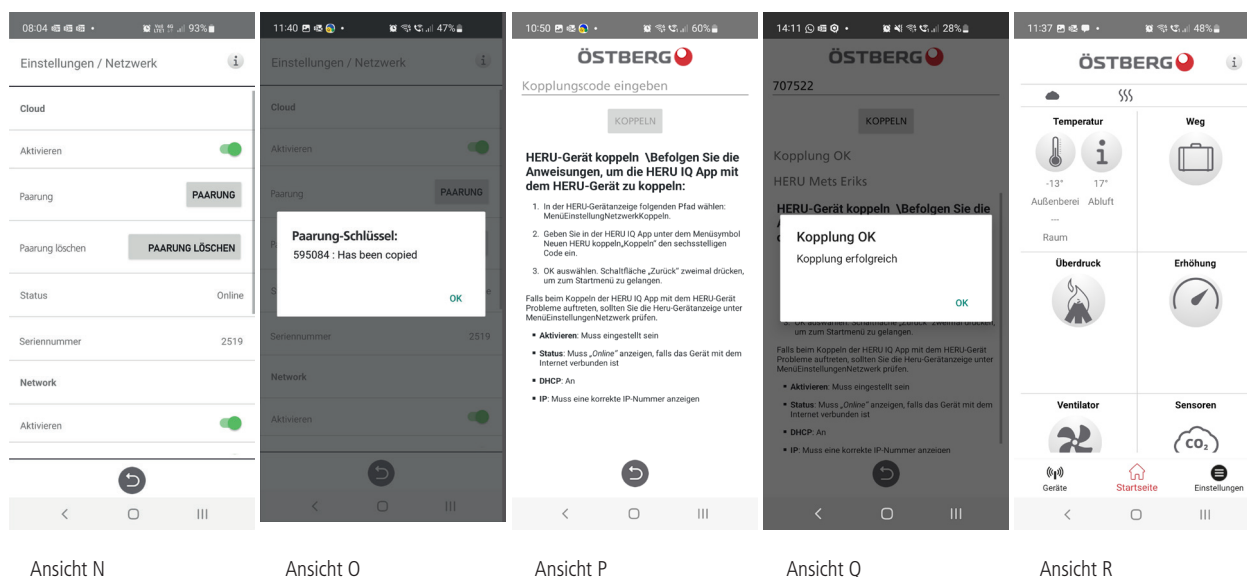 08:04
93%
Einstellungen / Netzwerk
i
Cloud
Aktivieren
Paarung
PAARUNG
Paarung löschen
PAARUNG LÖSCHEN
Status
Online
Seriennummer
2519
Network
Aktivieren
Ansicht N
11:40
47%
Einstellungen / Netzwerk
i
Cloud
Aktivieren
Paarung
PAARUNG
Paarung-Schlüssel:
595084 : Has been copied
OK
Seriennummer
2519
Network
Aktivieren
Ansicht O
10:50
60%
ÖSTBERG
Kopplungscode eingeben
KOPPELN
HERU-Gerät koppeln \Befolgen Sie die
Anweisungen, um die HERU IQ App mit
dem HERU-Gerät zu koppeln:
1. In der HERU-Gerätanzeige folgenden Pfad wählen:
MenüEinstellungNetzwerkKoppeln.
2. Geben Sie in der HERU IQ App unter dem Menüsymbol
Neuen HERU koppeln„Koppeln" den sechsstelligen
Code ein.
3. OK auswählen. Schaltfläche „Zurück" zweimal drücken,
um zum Startmenü zu gelangen.
Falls beim Koppeln der HERU IQ App mit dem HERU-Gerät
Probleme auftreten, sollten Sie die Heru-Gerätanzeige unter
MenüEinstellungenNetzwerk prüfen.
▪ Aktivieren: Muss eingestellt sein
▪ Status: Muss „Online" anzeigen, falls das Gerät mit dem
Internet verbunden ist
▪ DHCP: An
▪ IP: Muss eine korrekte IP-Nummer anzeigen
Ansicht P
14:11
28%
ÖSTBERG
707522
KOPPELN
Kopplung OK
HERU Mets Eriks
HERU-Gerät koppeln \Befolgen Sie die
Kopplung OK
Kopplung erfolgreich
OK
3. OK auswählen. Schaltfläche „Zurück" zweimal drücken,
um zum Startmenü zu gelangen.
Falls beim Koppeln der HERU IQ App mit dem HERU-Gerät
Probleme auftreten, sollten Sie die Heru-Gerätanzeige unter
MenüEinstellungenNetzwerk prüfen.
▪ Aktivieren: Muss eingestellt sein
▪ Status: Muss „Online" anzeigen, falls das Gerät mit dem
Internet verbunden ist
▪ DHCP: An
▪ IP: Muss eine korrekte IP-Nummer anzeigen
Ansicht Q
11:37
48%
ÖSTBERG
i
Temperatur
Weg
i
-13° 17°
Außenberei Abluft
---
Raum
Überdruck
Erhöhung
Ventilator
Sensoren
CO₂
Geräte
Startseite
Einstellungen
Ansicht R